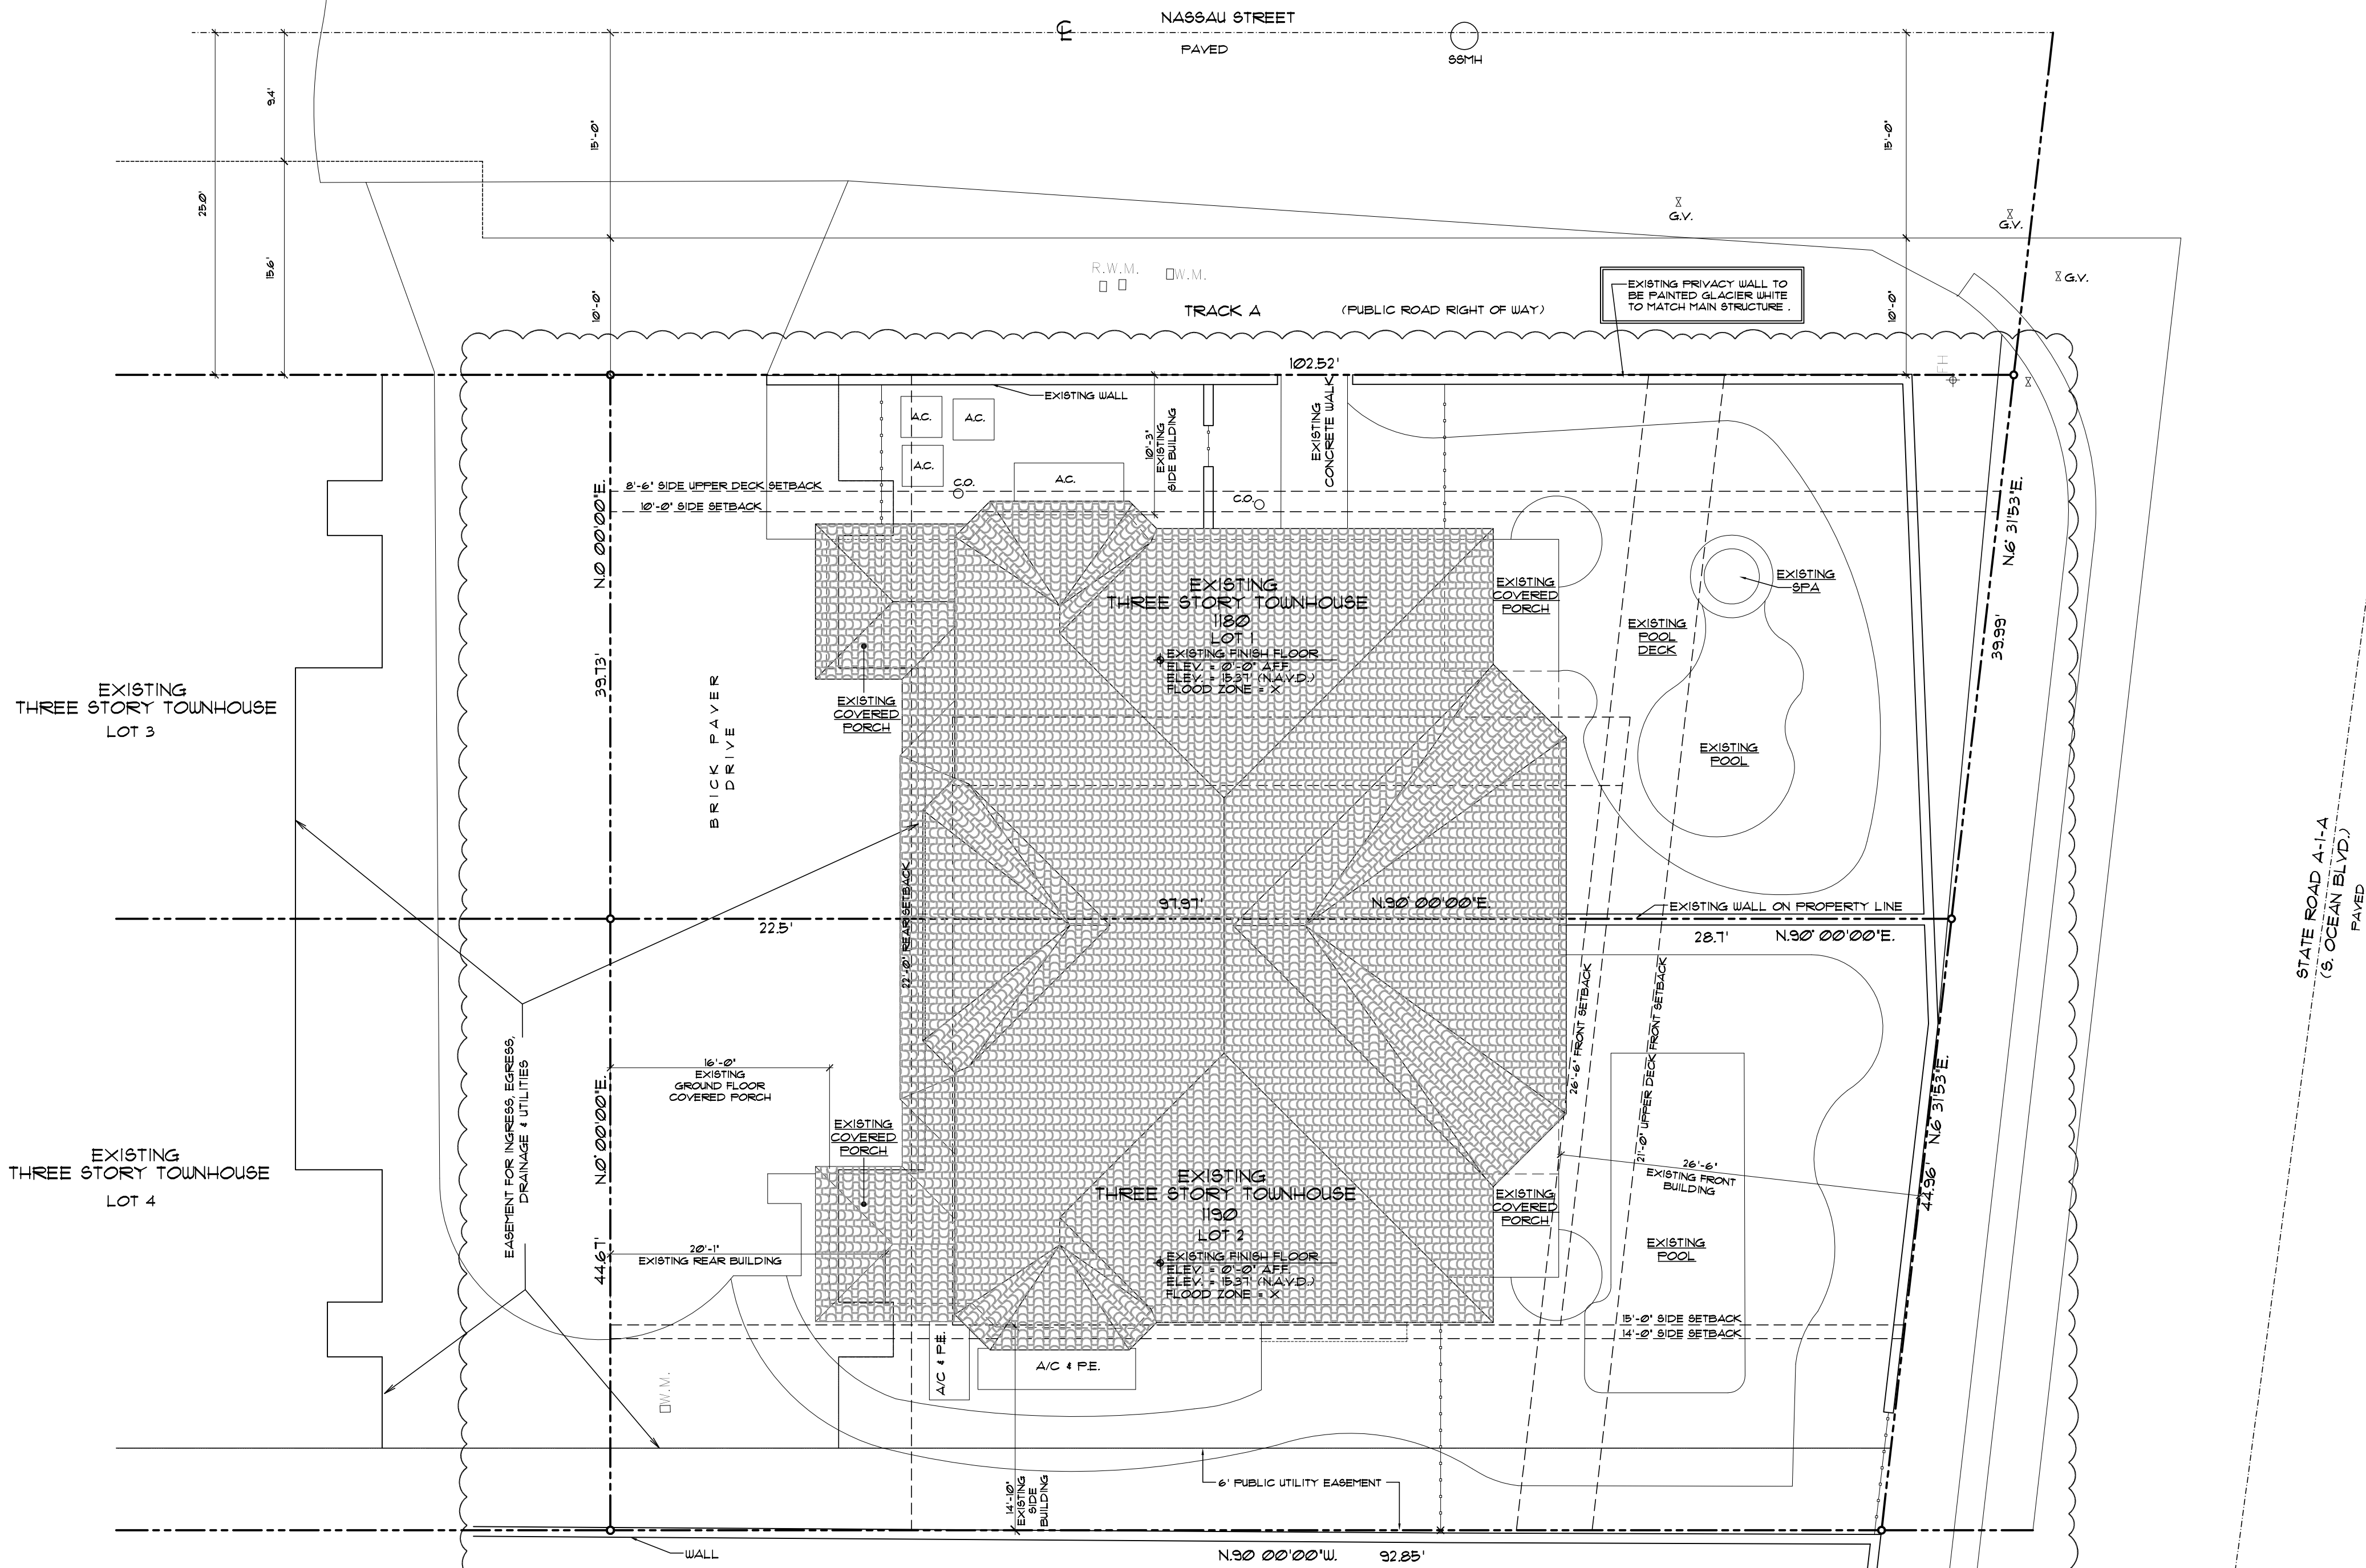 NASSAU STREET
PAVED
SSMH
25.0'
9.4'
15.6'
15'-0"
10'-0"
15'-0"
10'-0"
G.V.
G.V.
G.V.
R.W.M.
W.M.
TRACK A
(PUBLIC ROAD RIGHT OF WAY)
EXISTING PRIVACY WALL TO
BE PAINTED GLACIER WHITE
TO MATCH MAIN STRUCTURE .
FH
102.52'
EXISTING WALL
A.C.
A.C.
A.C.
A.C.
C.O.
C.O.
10'-3"
EXISTING
SIDE BUILDING
EXISTING
CONCRETE WALK
8'-6" SIDE UPPER DECK SETBACK
10'-0" SIDE SETBACK
N.0° 00'00"E.
39.73'
N.6° 31'53"E.
39.99'
EXISTING
THREE STORY TOWNHOUSE
1180
LOT 1
EXISTING FINISH FLOOR
ELEV. = 0'-0" A.F.F.
ELEV. = 15.37' (N.A.V.D.)
FLOOD ZONE = X
EXISTING
COVERED
PORCH
EXISTING
SPA
EXISTING
POOL
DECK
EXISTING
POOL
EXISTING
COVERED
PORCH
BRICK PAVER
DRIVE
EXISTING
THREE STORY TOWNHOUSE
LOT 3
22'-0" REAR SETBACK
22.5'
97.97'
N.90° 00'00"E.
EXISTING WALL ON PROPERTY LINE
28.7'
N.90° 00'00"E.
STATE ROAD A-1-A
(S. OCEAN BLVD.)
PAVED
26'-6" FRONT SETBACK
21'-0" UPPER DECK FRONT SETBACK
EASEMENT FOR INGRESS, EGRESS,
DRAINAGE & UTILITIES
16'-0"
EXISTING
GROUND FLOOR
COVERED PORCH
N.0° 00'00"E.
44.67'
N.6° 31'53"E.
44.96'
EXISTING
COVERED
PORCH
EXISTING
THREE STORY TOWNHOUSE
LOT 4
EXISTING
THREE STORY TOWNHOUSE
1190
LOT 2
EXISTING FINISH FLOOR
ELEV. = 0'-0" A.F.F.
ELEV. = 15.37' (N.A.V.D.)
FLOOD ZONE = X
EXISTING
COVERED
PORCH
26'-6"
EXISTING FRONT
BUILDING
EXISTING
POOL
20'-1"
EXISTING REAR BUILDING
15'-0" SIDE SETBACK
14'-0" SIDE SETBACK
A/C & P.E.
A/C & P.E.
W.M.
14'-10"
EXISTING
SIDE
BUILDING
6' PUBLIC UTILITY EASEMENT
WALL
N.90 00'00"W.
92.85'